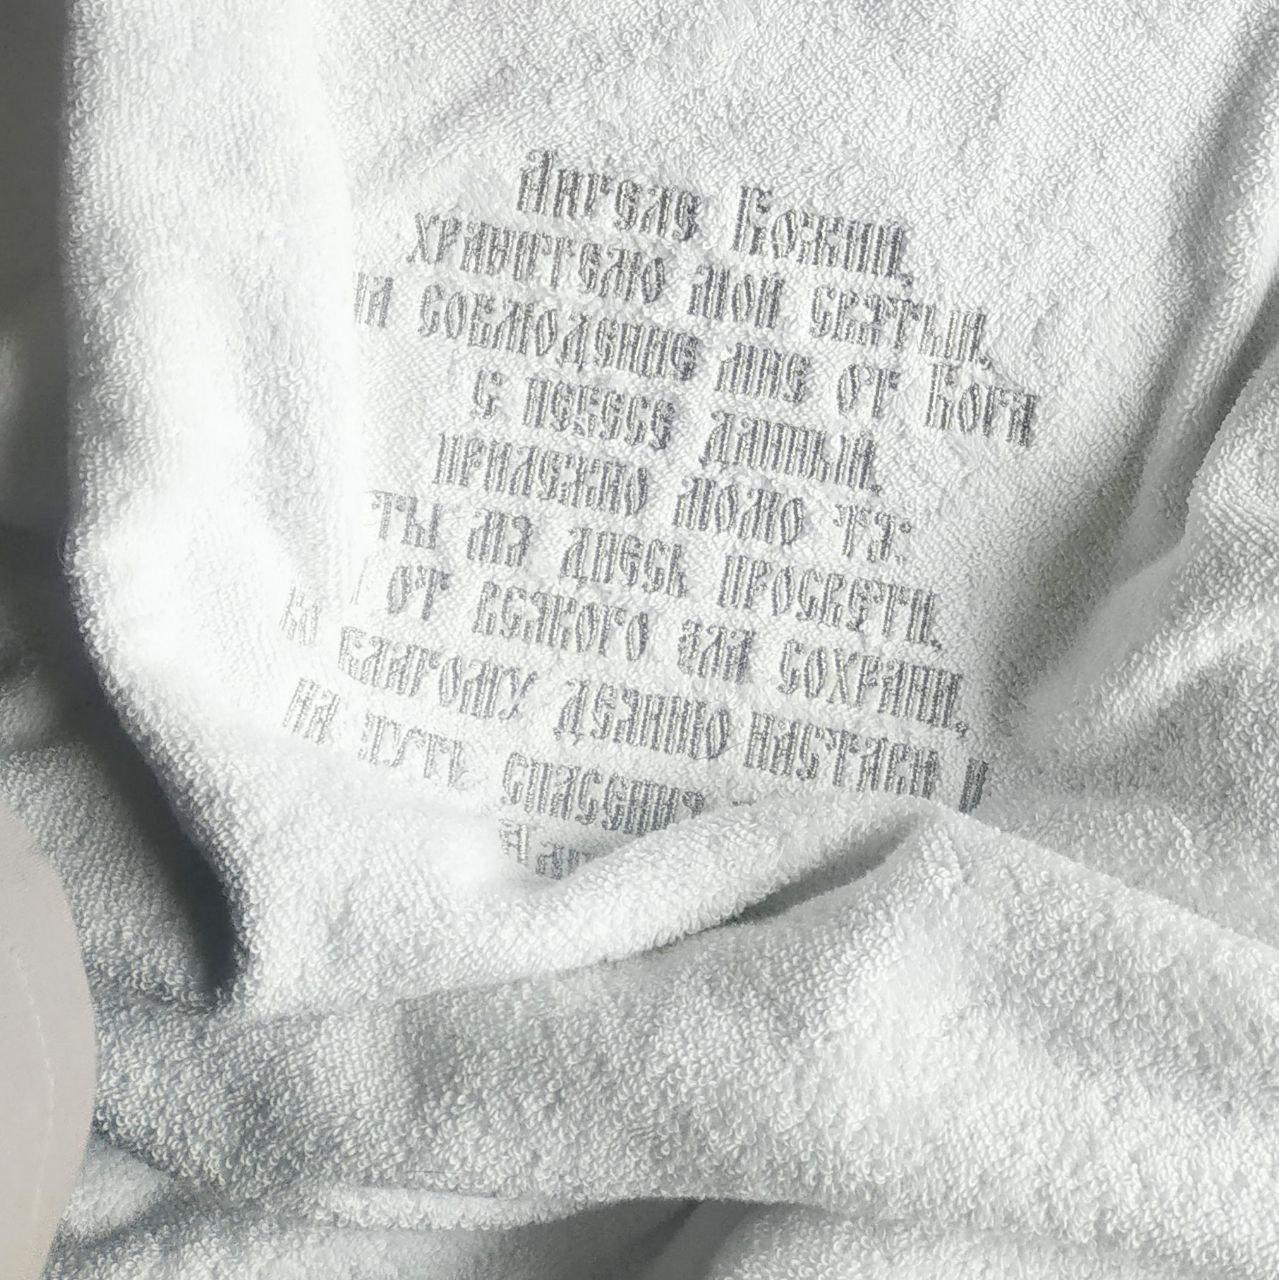 Ангеле Божий,
хранителю мой святый,
и соблюдение мне от Бога
с небесе данный,
прилежно молю тя:
ты мя днесь просвети,
от всякого зла сохрани,
ко благому деянию настави и
на путь спасения